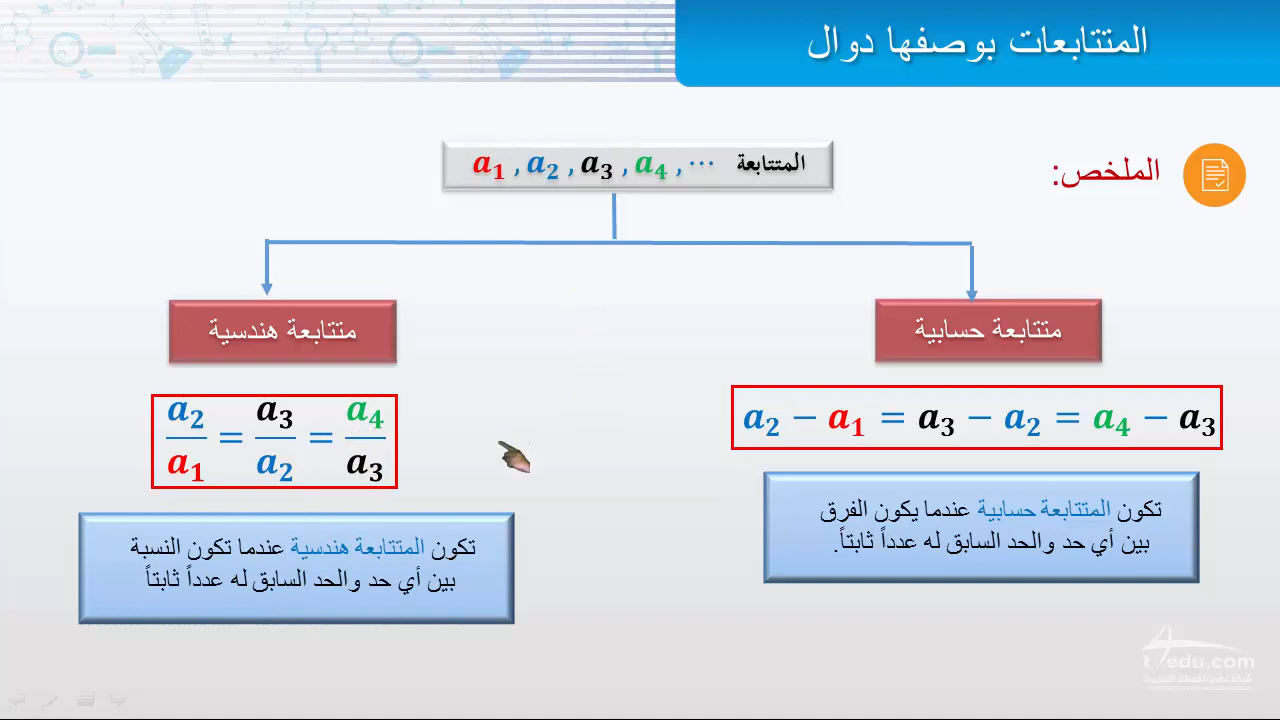 المتتابعات بوصفها دوال
الملخص:
المتتابعة a₁ , a₂ , a₃ , a₄ , ⋯
متتابعة حسابية
a₂ − a₁ = a₃ − a₂ = a₄ − a₃
تكون المتتابعة حسابية عندما يكون الفرق
بين أي حد والحد السابق له عدداً ثابتاً.
متتابعة هندسية
a₂/a₁ = a₃/a₂ = a₄/a₃
تكون المتتابعة هندسية عندما تكون النسبة
بين أي حد والحد السابق له عدداً ثابتاً
t4edu.com